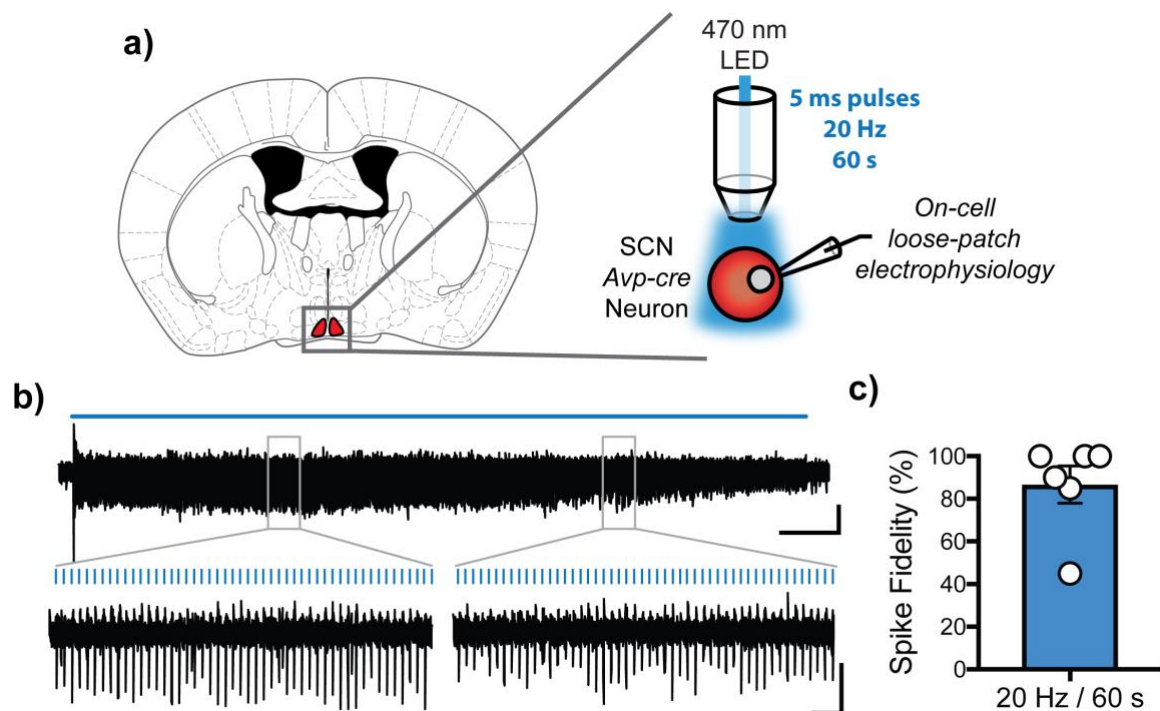 a)
470 nm
LED
5 ms pulses
20 Hz
60 s
SCN
Avp-cre
Neuron
On-cell
loose-patch
electrophysiology
b)
c)
Spike Fidelity (%)
100
80
60
40
20
0
20 Hz / 60 s